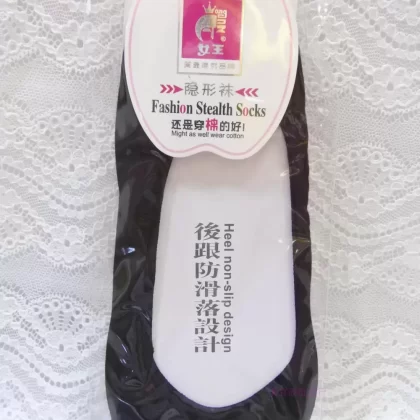 女王
隐形袜
Fashion Stealth Socks
还是穿棉的好!
Might as well wear cotton
後跟防滑落設計
Heel non-slip design